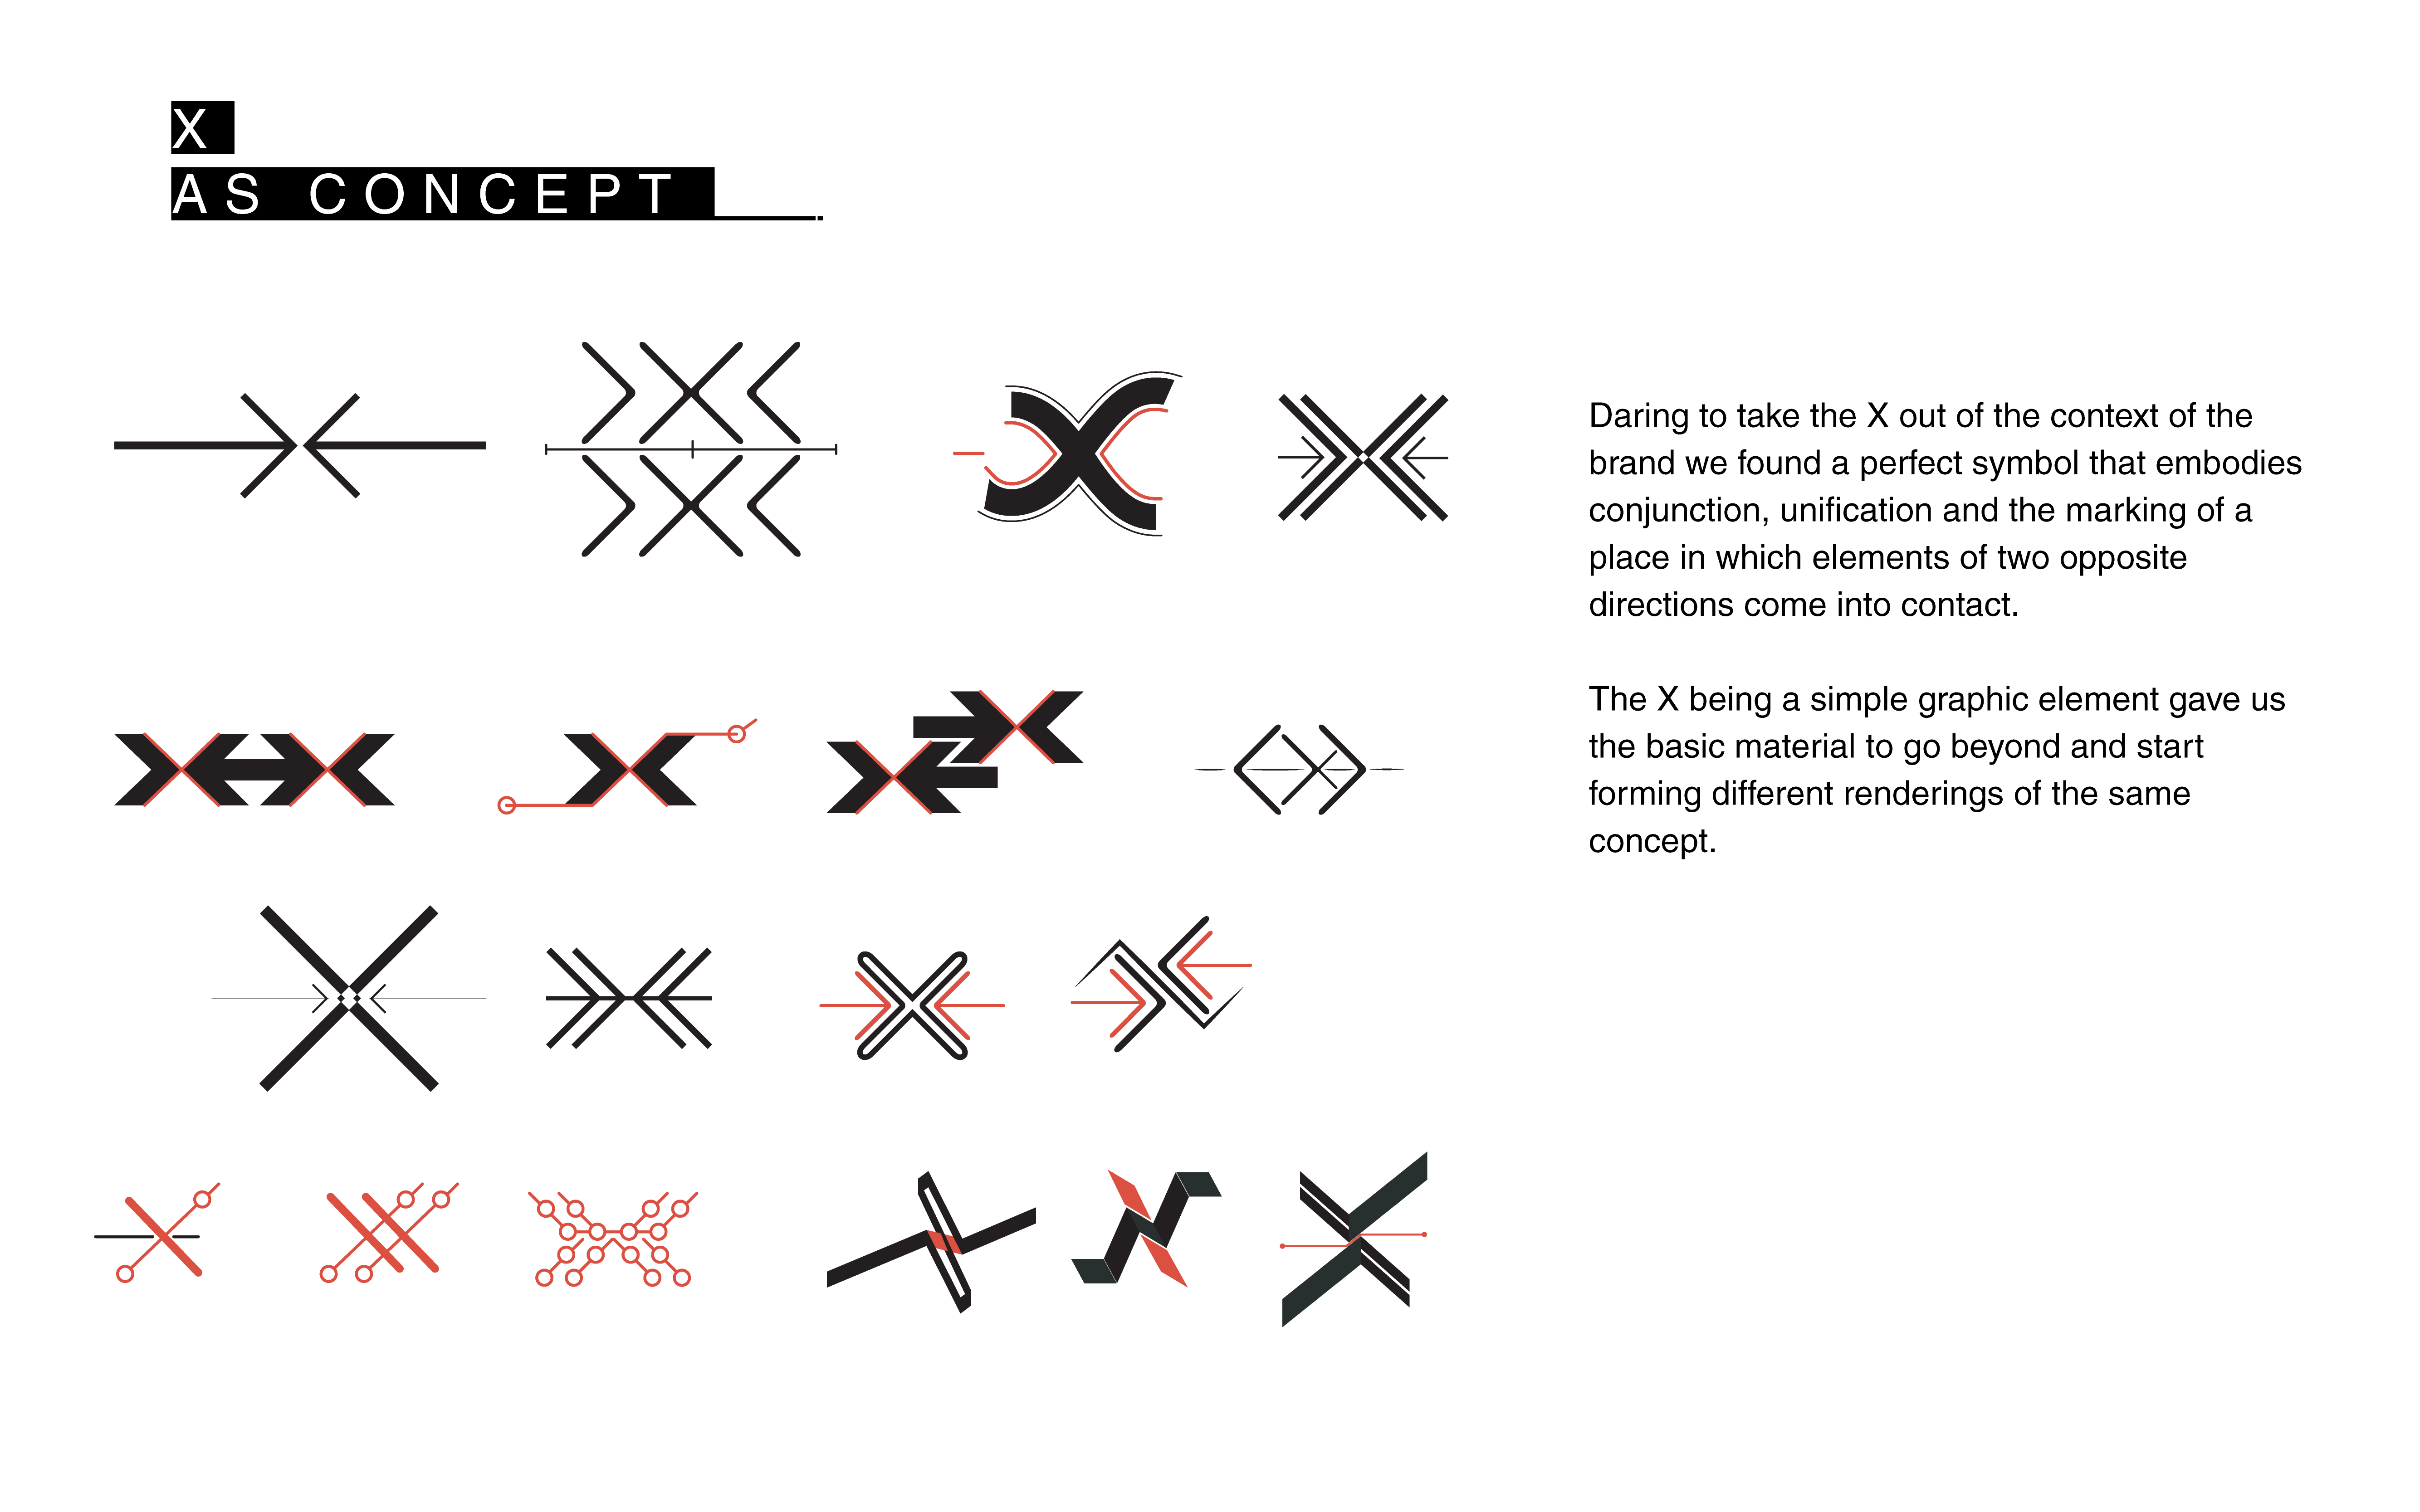 X
AS CONCEPT
Daring to take the X out of the context of the
brand we found a perfect symbol that embodies
conjunction, unification and the marking of a
place in which elements of two opposite
directions come into contact.
The X being a simple graphic element gave us
the basic material to go beyond and start
forming different renderings of the same
concept.